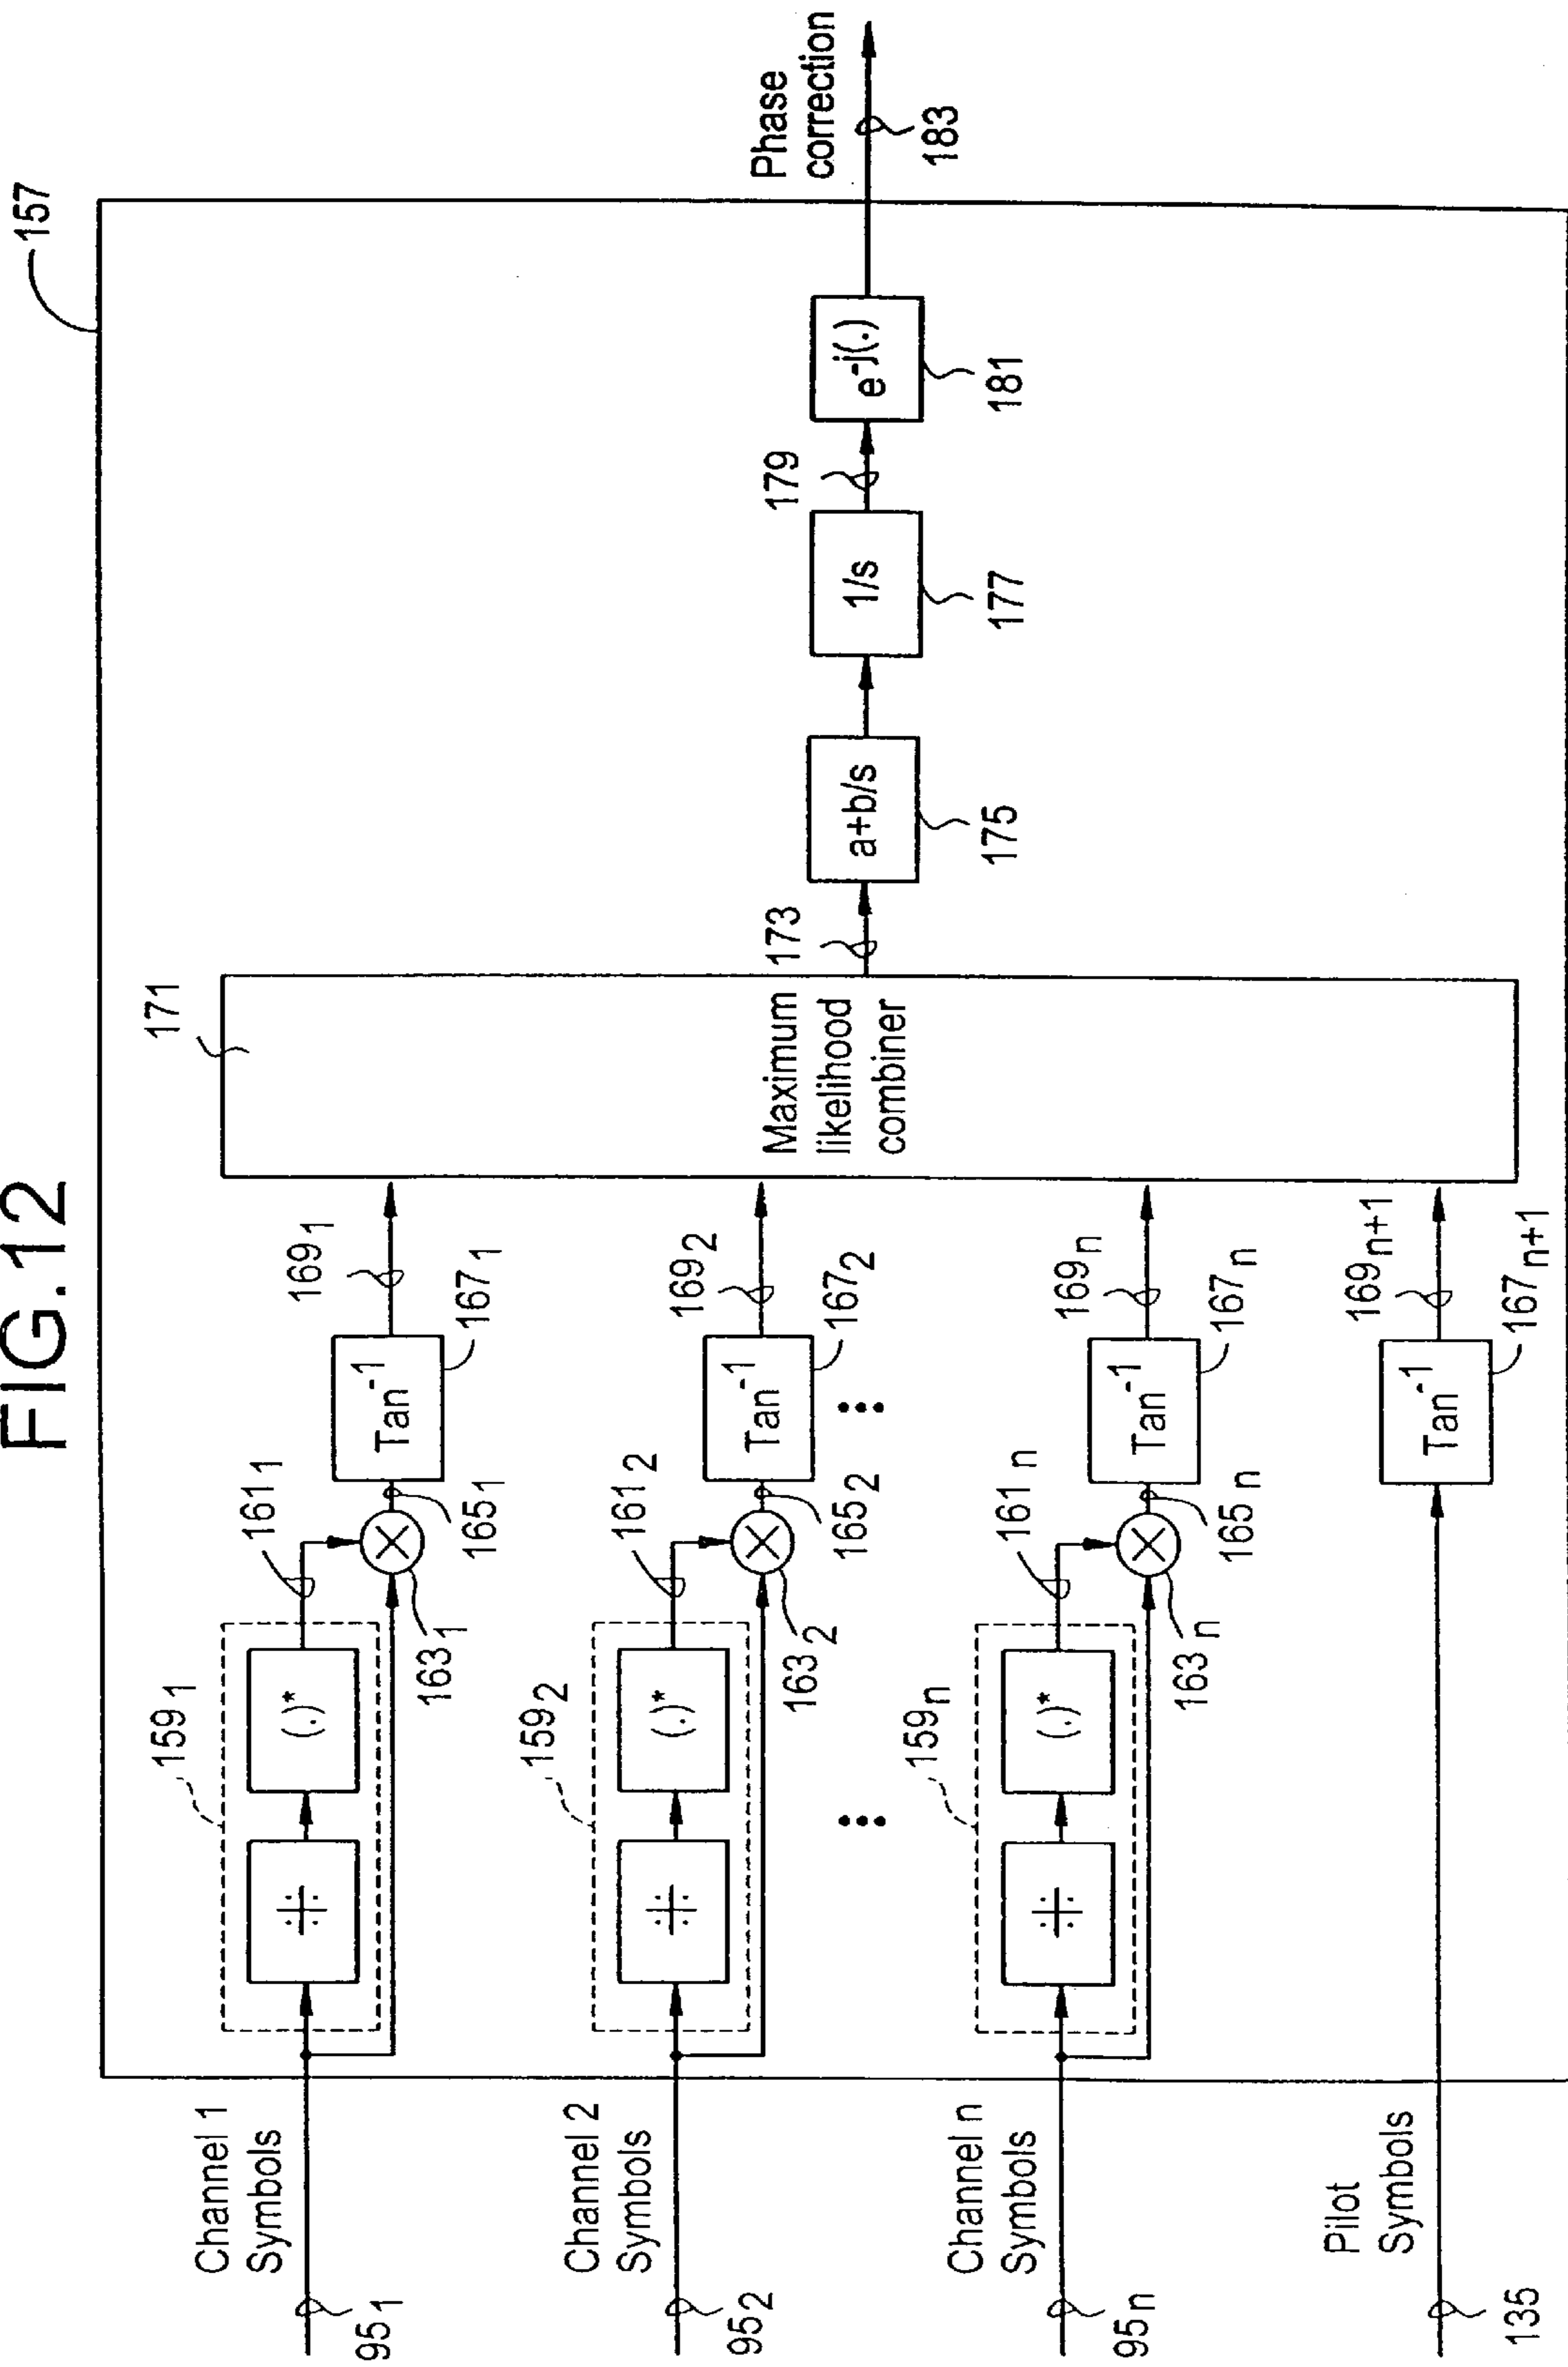 FIG.12
157
Channel 1
Symbols
95₁
159₁
(.)*
161₁
163₁
165₁
Tan⁻¹
167₁
169₁
Channel 2
Symbols
95₂
159₂
(.)*
161₂
163₂
165₂
Tan⁻¹
167₂
169₂
Channel n
Symbols
95ₙ
159ₙ
(.)*
161ₙ
163ₙ
165ₙ
Tan⁻¹
167ₙ
169ₙ
Pilot
Symbols
135
Tan⁻¹
167ₙ₊₁
169ₙ₊₁
171
Maximum
likelihood
combiner
173
a+b/s
175
1/s
177
179
e⁻ʲ⁽·⁾
181
Phase
correction
183